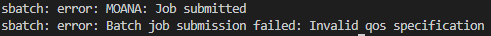 sbatch: error: MOANA: Job submitted
sbatch: error: Batch job submission failed: Invalid qos specification